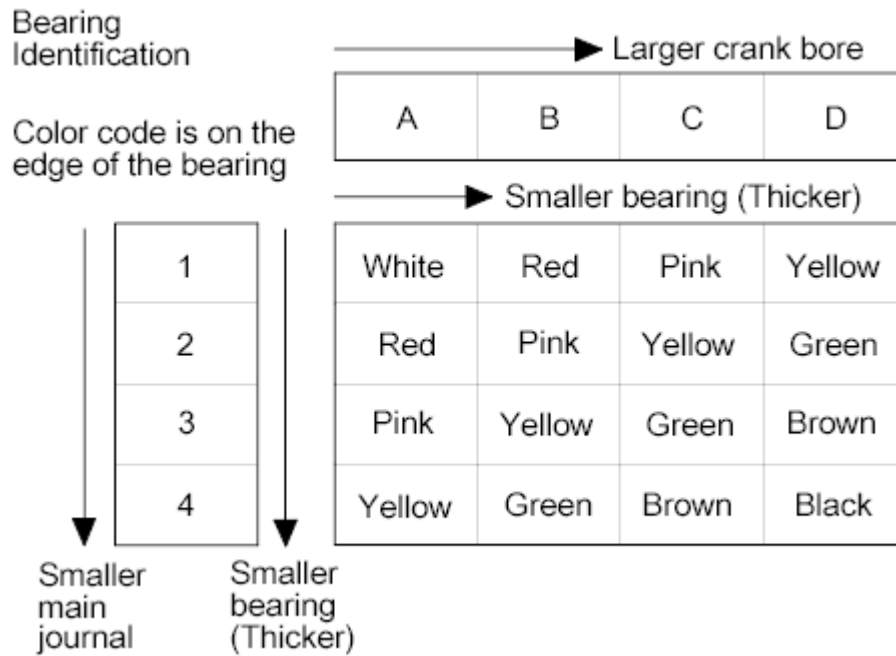 Bearing
Identification
Larger crank bore
A B C D
Color code is on the
edge of the bearing
Smaller bearing (Thicker)
1 White Red Pink Yellow
2 Red Pink Yellow Green
3 Pink Yellow Green Brown
4 Yellow Green Brown Black
Smaller
main
journal
Smaller
bearing
(Thicker)